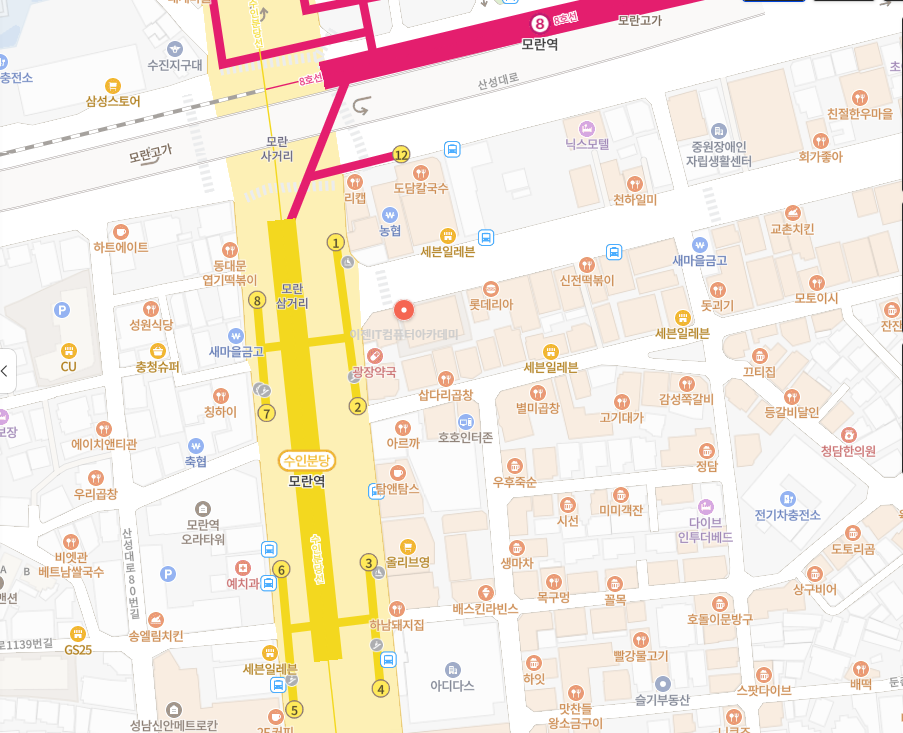 수진지구대
충전소
삼성스토어
8
8호선
모란역
모란고가
8호선
산성대로
모란고가
모란
사거리
12
리캡
도담칼국수
농협
세븐일레븐
닉스모텔
중원장애인
자립생활센터
친절한우마을
회가좋아
천하일미
교촌치킨
새마을금고
하트에이트
동대문
엽기떡볶이
1
모란
삼거리
8
P
성원식당
새마을금고
CU
충청슈퍼
이젠IT컴퓨터아카데미
롯데리아
신전떡볶이
돗괴기
모토이시
세븐일레븐
잔진
광장약국
세븐일레븐
삽다리곱창
끄티집
칭하이
7
2
별미곱창
고기대가
감성쪽갈비
등갈비달인
보장
에이치앤티관
축협
아르까
호호인터존
청담한의원
수인분당
모란역
정담
우리곱창
탐앤탐스
우후죽순
모란역
오라타워
시선
미미객잔
다이브
인투더베드
전기차충전소
산성대로80번길
비엣관
베트남쌀국수
A
B
맨션
P
예치과
6
3
올리브영
생마차
도토리곰
목구멍
꼴목
상구비어
배스킨라빈스
로1139번길
GS25
송엘림치킨
하남돼지집
호돌이문방구
빨강물고기
세븐일레븐
아디다스
하잇
슬기부동산
스팟다이브
배떡
4
5
성남신안메트로칸
맛찬들
왕소금구이